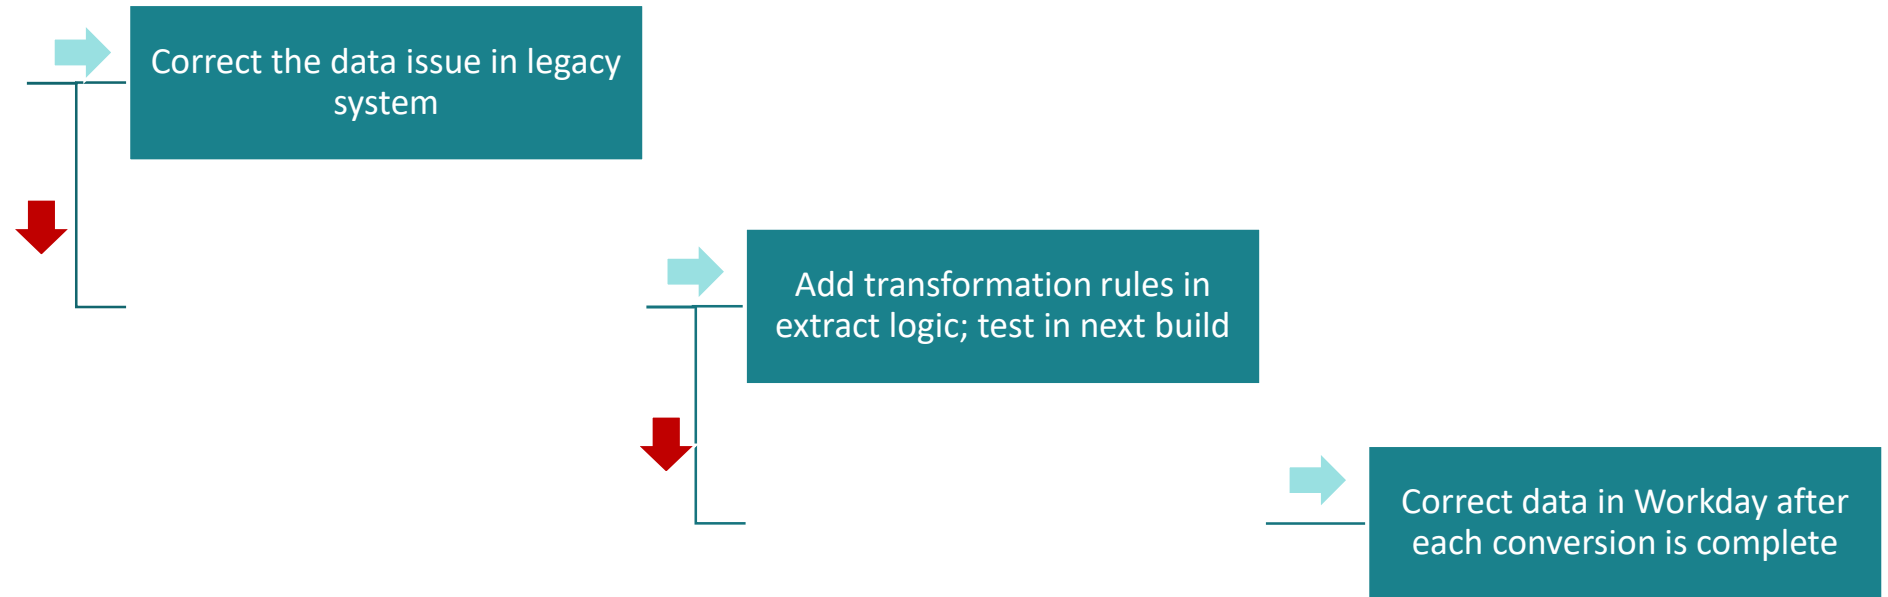 Correct the data issue in legacy
system
Add transformation rules in
extract logic; test in next build
Correct data in Workday after
each conversion is complete